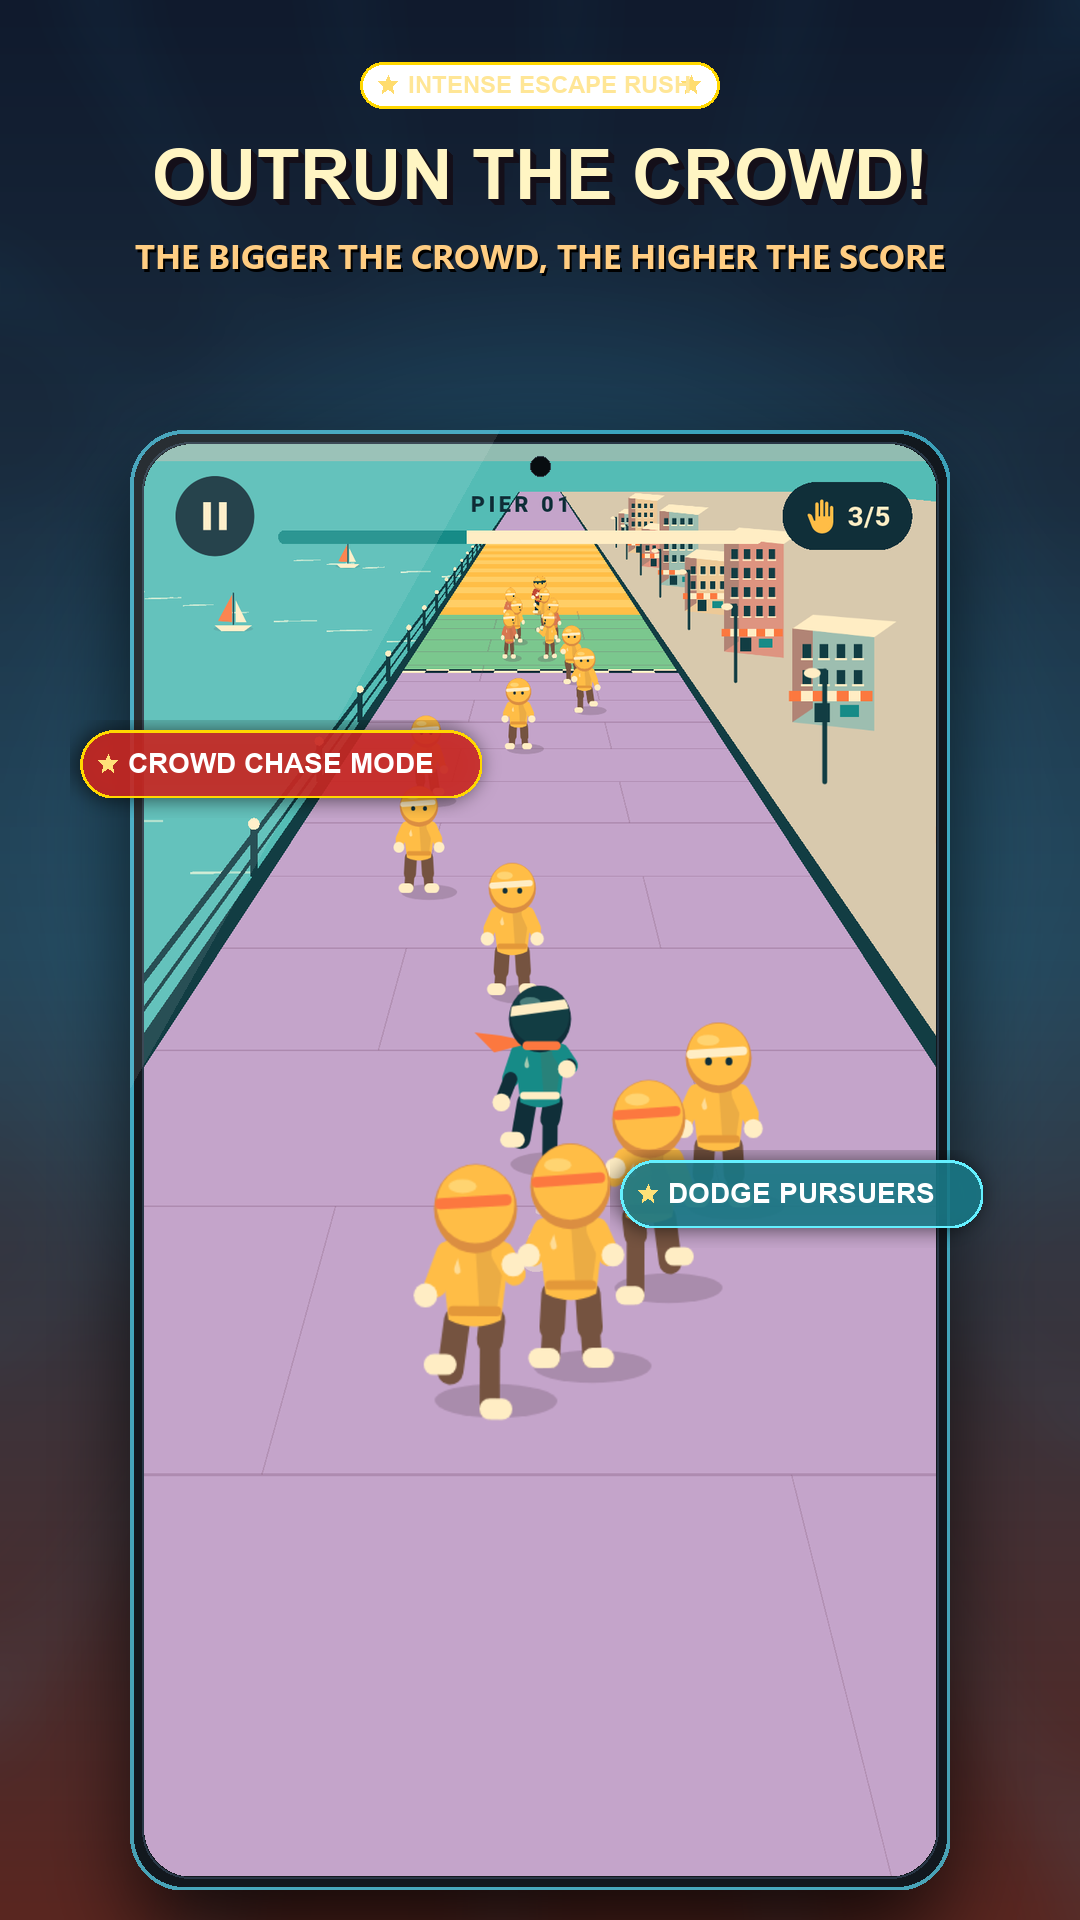 INTENSE ESCAPE RUSH
OUTRUN THE CROWD!
THE BIGGER THE CROWD, THE HIGHER THE SCORE
PIER 01
3/5
CROWD CHASE MODE
DODGE PURSUERS